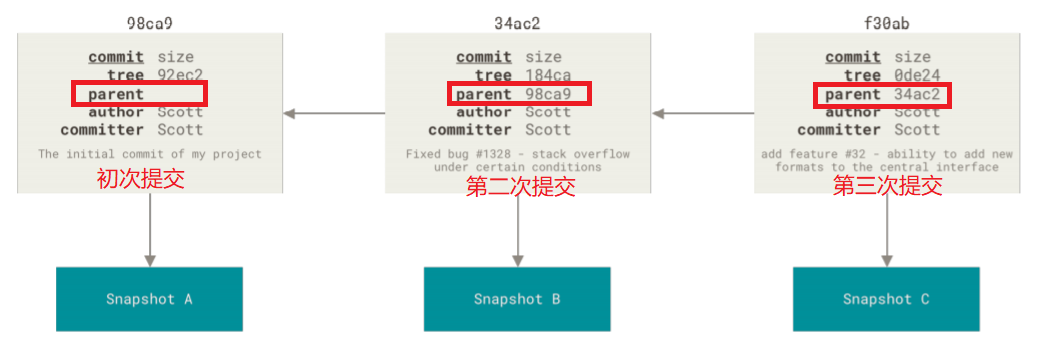 98ca9
commit size
tree 92ec2
parent
author Scott
committer Scott
The initial commit of my project
初次提交
Snapshot A
34ac2
commit size
tree 184ca
parent 98ca9
author Scott
committer Scott
Fixed bug #1328 - stack overflow
under certain conditions
第二次提交
Snapshot B
f30ab
commit size
tree 0de24
parent 34ac2
author Scott
committer Scott
add feature #32 - ability to add new
formats to the central interface
第三次提交
Snapshot C